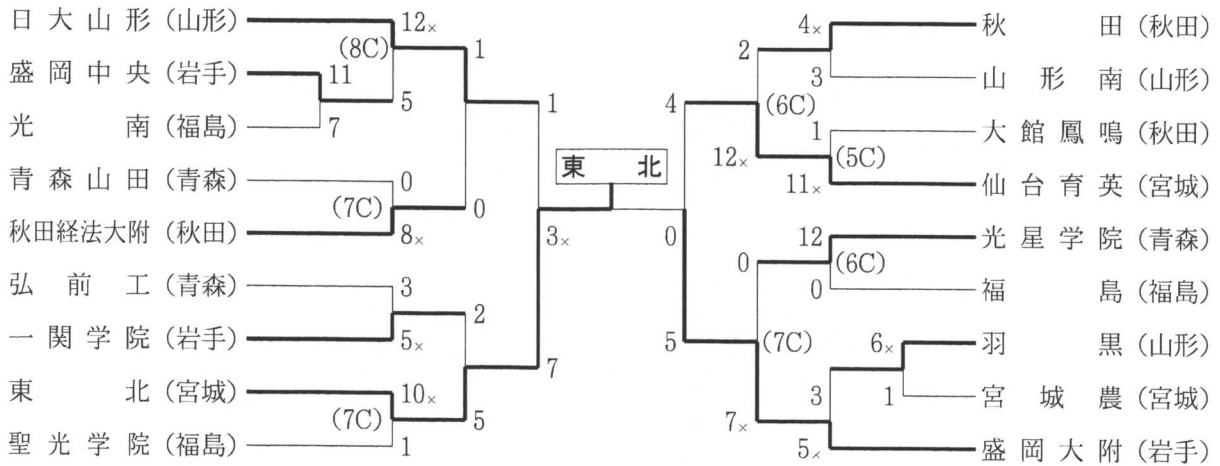 日大山形（山形） 12× 4× 秋田（秋田）
(8C) 1 2
盛岡中央（岩手） 11 3 山形南（山形）
5 1 4 (6C)
光南（福島） 7 1 大館鳳鳴（秋田）
東北 12× (5C)
青森山田（青森） 0 11× 仙台育英（宮城）
(7C) 0
秋田経法大附（秋田） 8× 3× 0 12 光星学院（青森）
0 (6C)
弘前工（青森） 3 0 福島（福島）
2
一関学院（岩手） 5× 5 (7C) 6× 羽黒（山形）
7
東北（宮城） 10× 3 1 宮城農（宮城）
(7C) 5 7×
聖光学院（福島） 1 5× 盛岡大附（岩手）